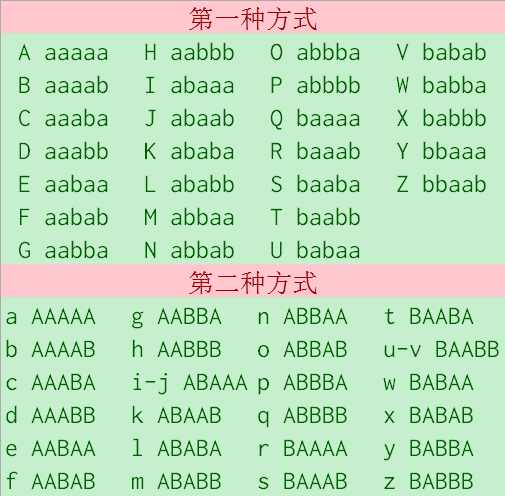 第一种方式
A aaaaa H aabbb O abbba V babab
B aaaab I abaaa P abbbb W babba
C aaaba J abaab Q baaaa X babbb
D aaabb K ababa R baaab Y bbaaa
E aabaa L ababb S baaba Z bbaab
F aabab M abbaa T baabb
G aabba N abbab U babaa
第二种方式
a AAAAA g AABBA n ABBAA t BAABA
b AAAAB h AABBB o ABBAB u-v BAABB
c AAABA i-j ABAAA p ABBBA w BABAA
d AAABB k ABAAB q ABBBB x BABAB
e AABAA l ABABA r BAAAA y BABBA
f AABAB m ABABB s BAAAB z BABBB